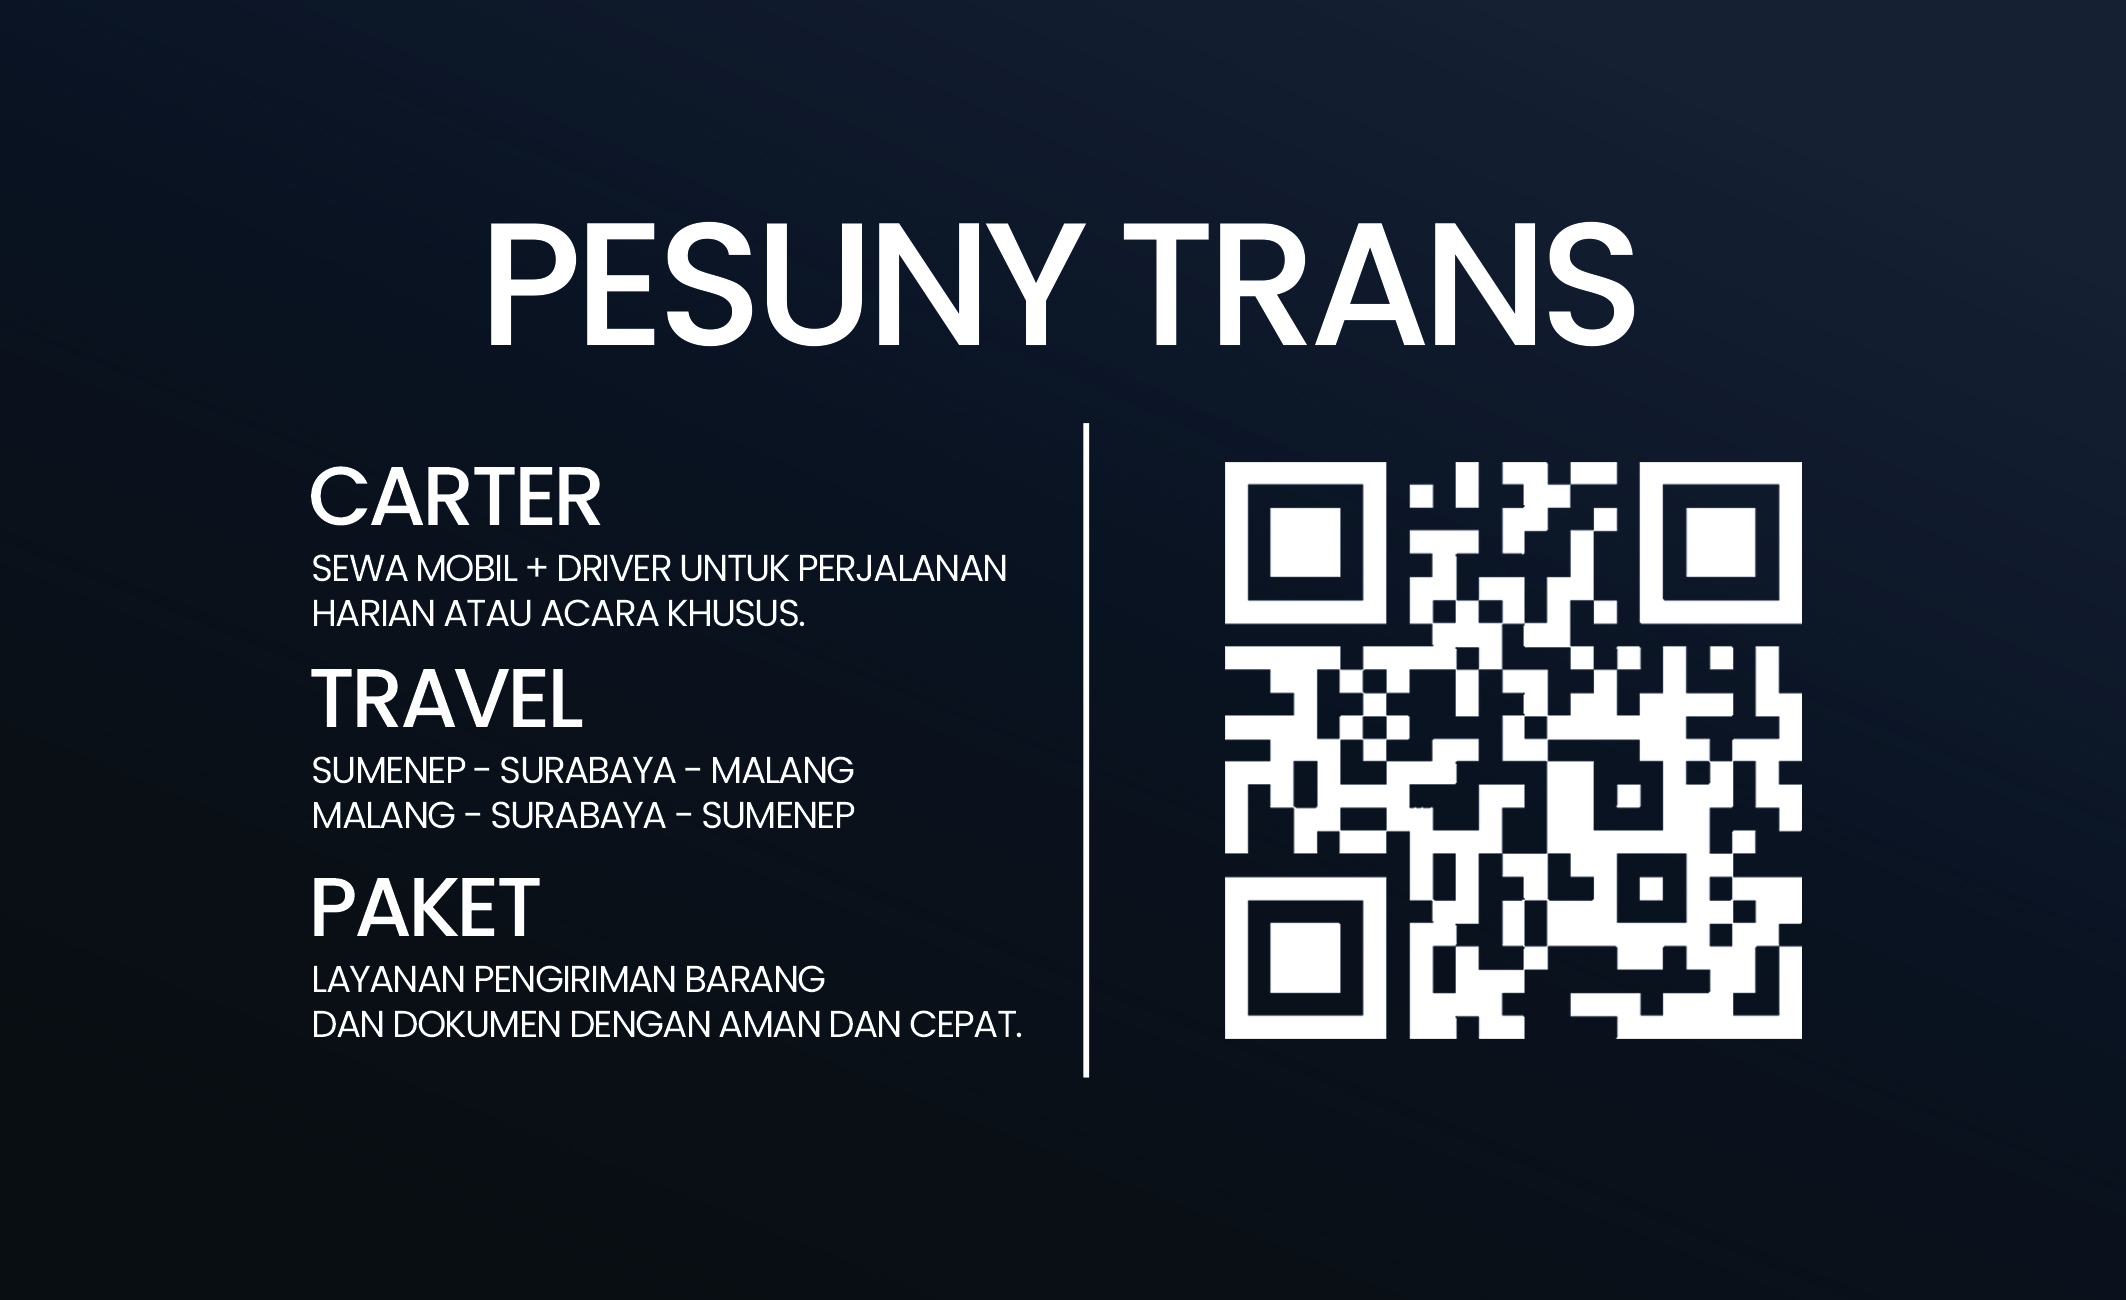 PESUNY TRANS
CARTER
SEWA MOBIL + DRIVER UNTUK PERJALANAN
HARIAN ATAU ACARA KHUSUS.
TRAVEL
SUMENEP - SURABAYA - MALANG
MALANG - SURABAYA - SUMENEP
PAKET
LAYANAN PENGIRIMAN BARANG
DAN DOKUMEN DENGAN AMAN DAN CEPAT.